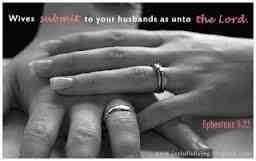 Wives submit to your husbands as unto the Lord.
Ephesians 5:22